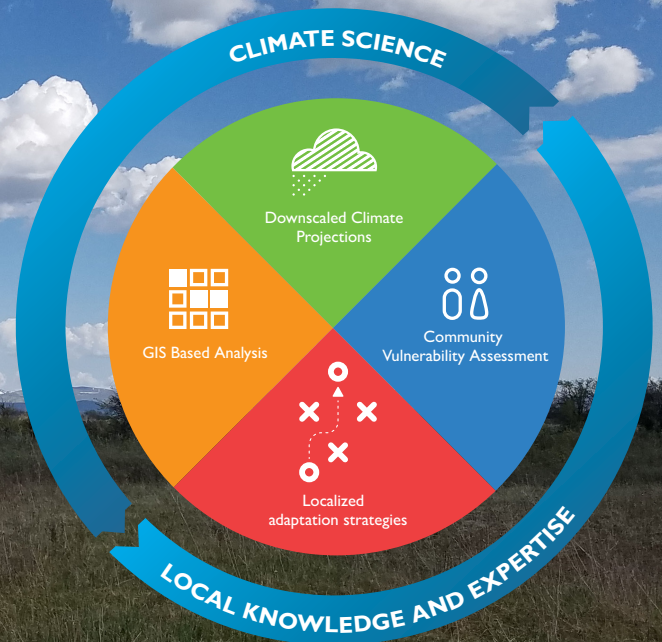 CLIMATE SCIENCE
Downscaled Climate
Projections
GIS Based Analysis
Community
Vulnerability Assessment
Localized
adaptation strategies
LOCAL KNOWLEDGE AND EXPERTISE